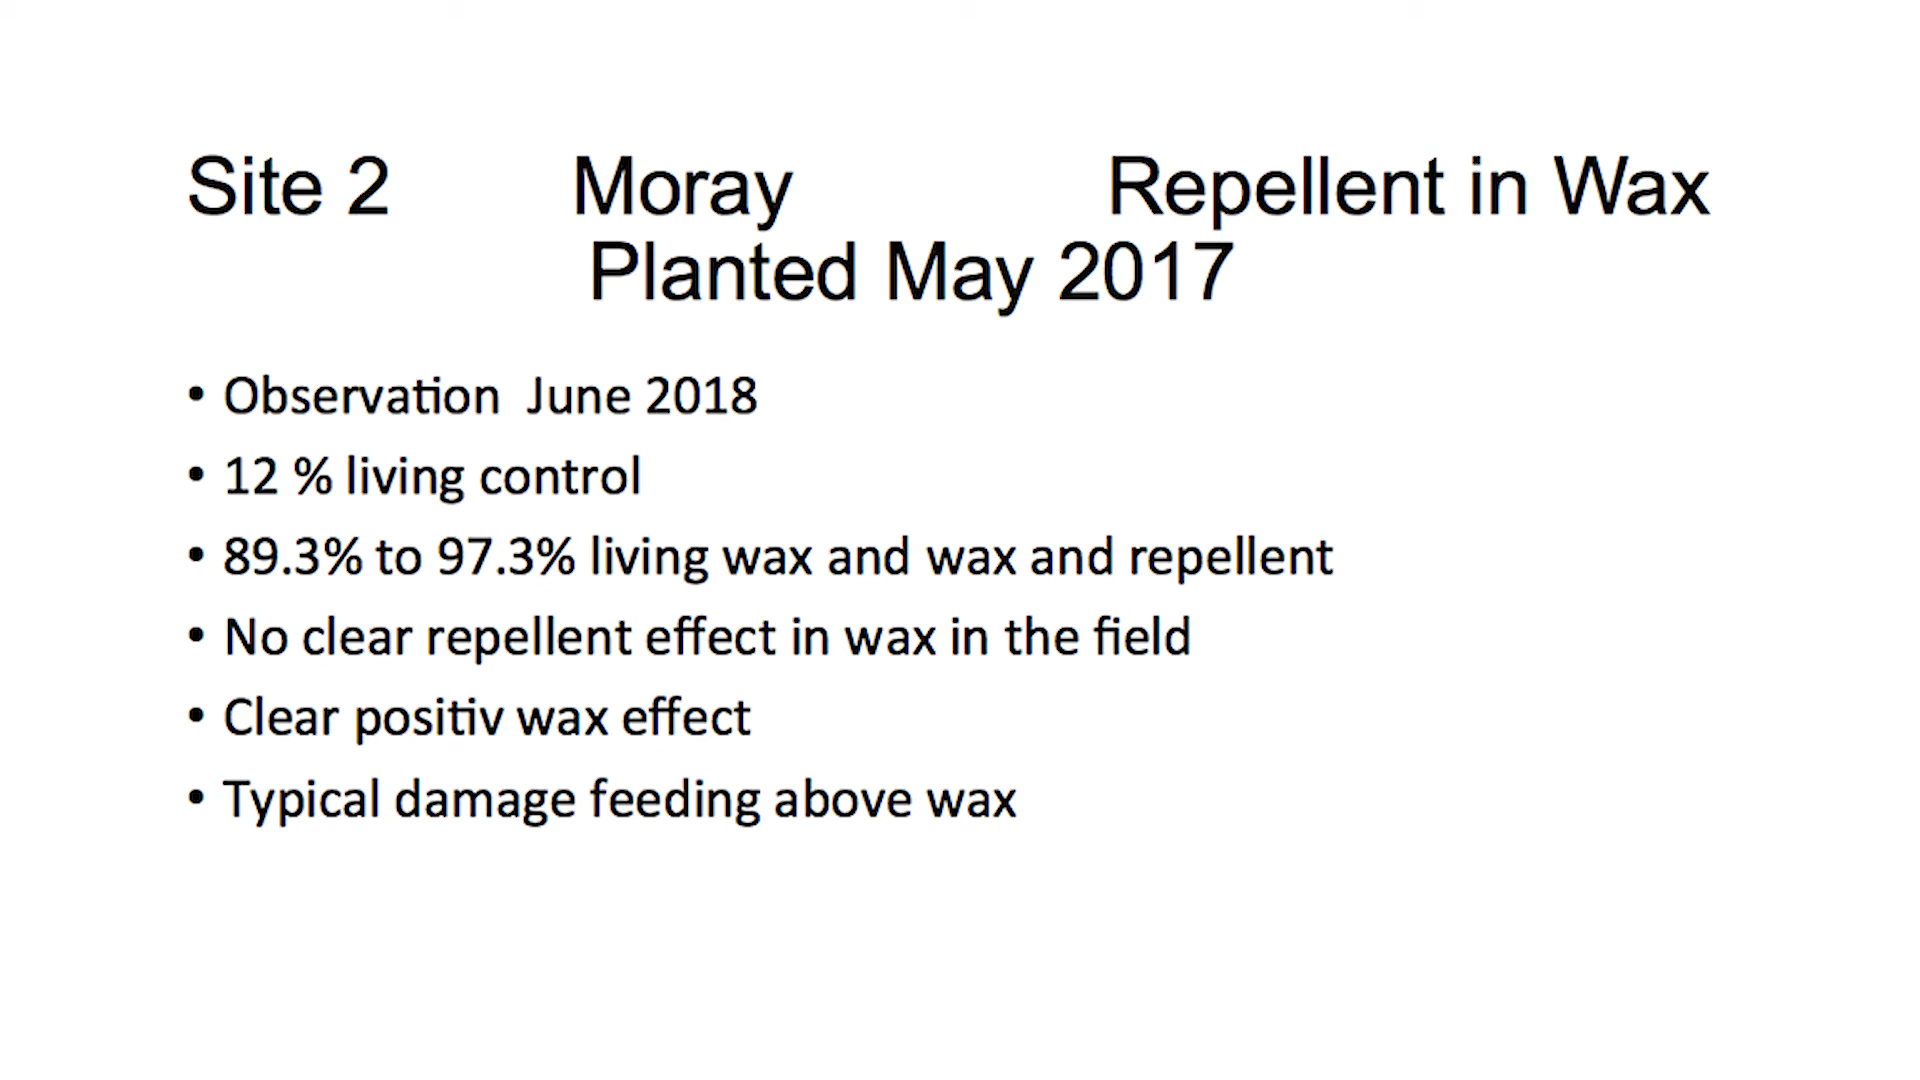 Site 2 Moray Repellent in Wax
Planted May 2017
• Observation June 2018
• 12 % living control
• 89.3% to 97.3% living wax and wax and repellent
• No clear repellent effect in wax in the field
• Clear positiv wax effect
• Typical damage feeding above wax